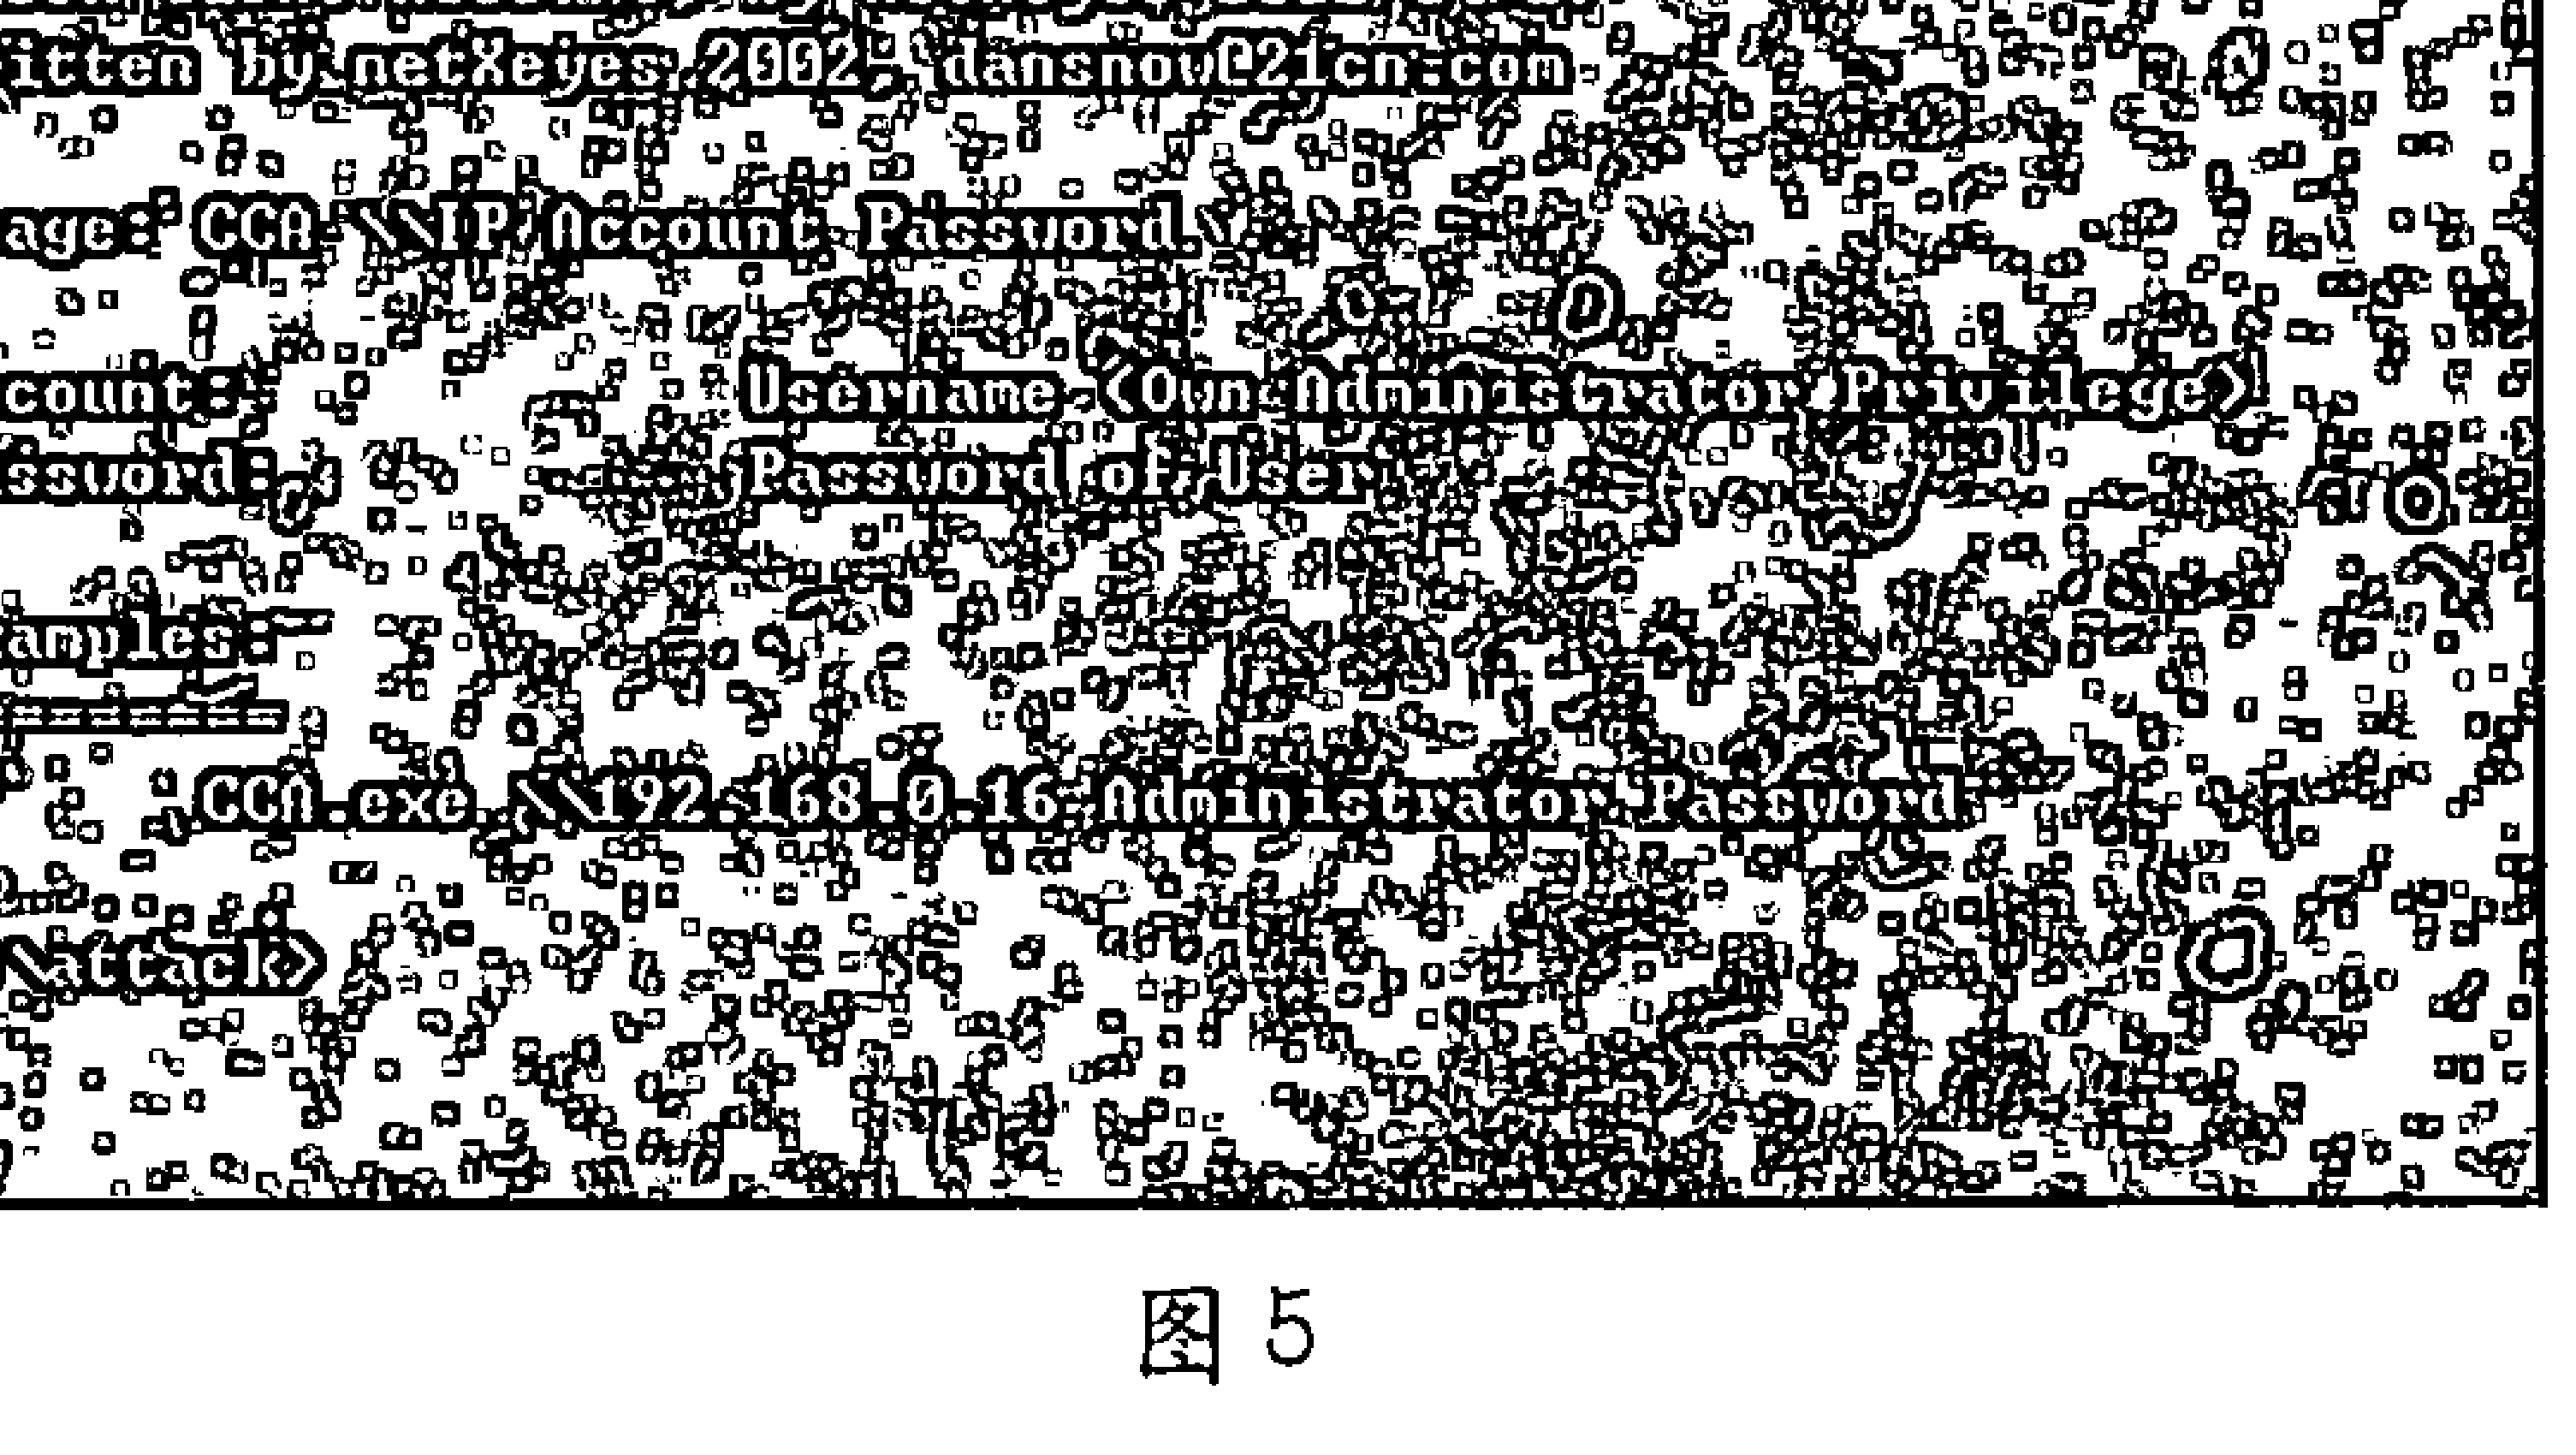 itten by netXeyes 2002, dansnow@21cn.com
age: CCA \\IP Account Password
count: Username <Own Administrator Privilege>
ssword: Password of User
amples:
=======
CCA.exe \\192.168.0.16 Administrator Password
\attack>
图 5